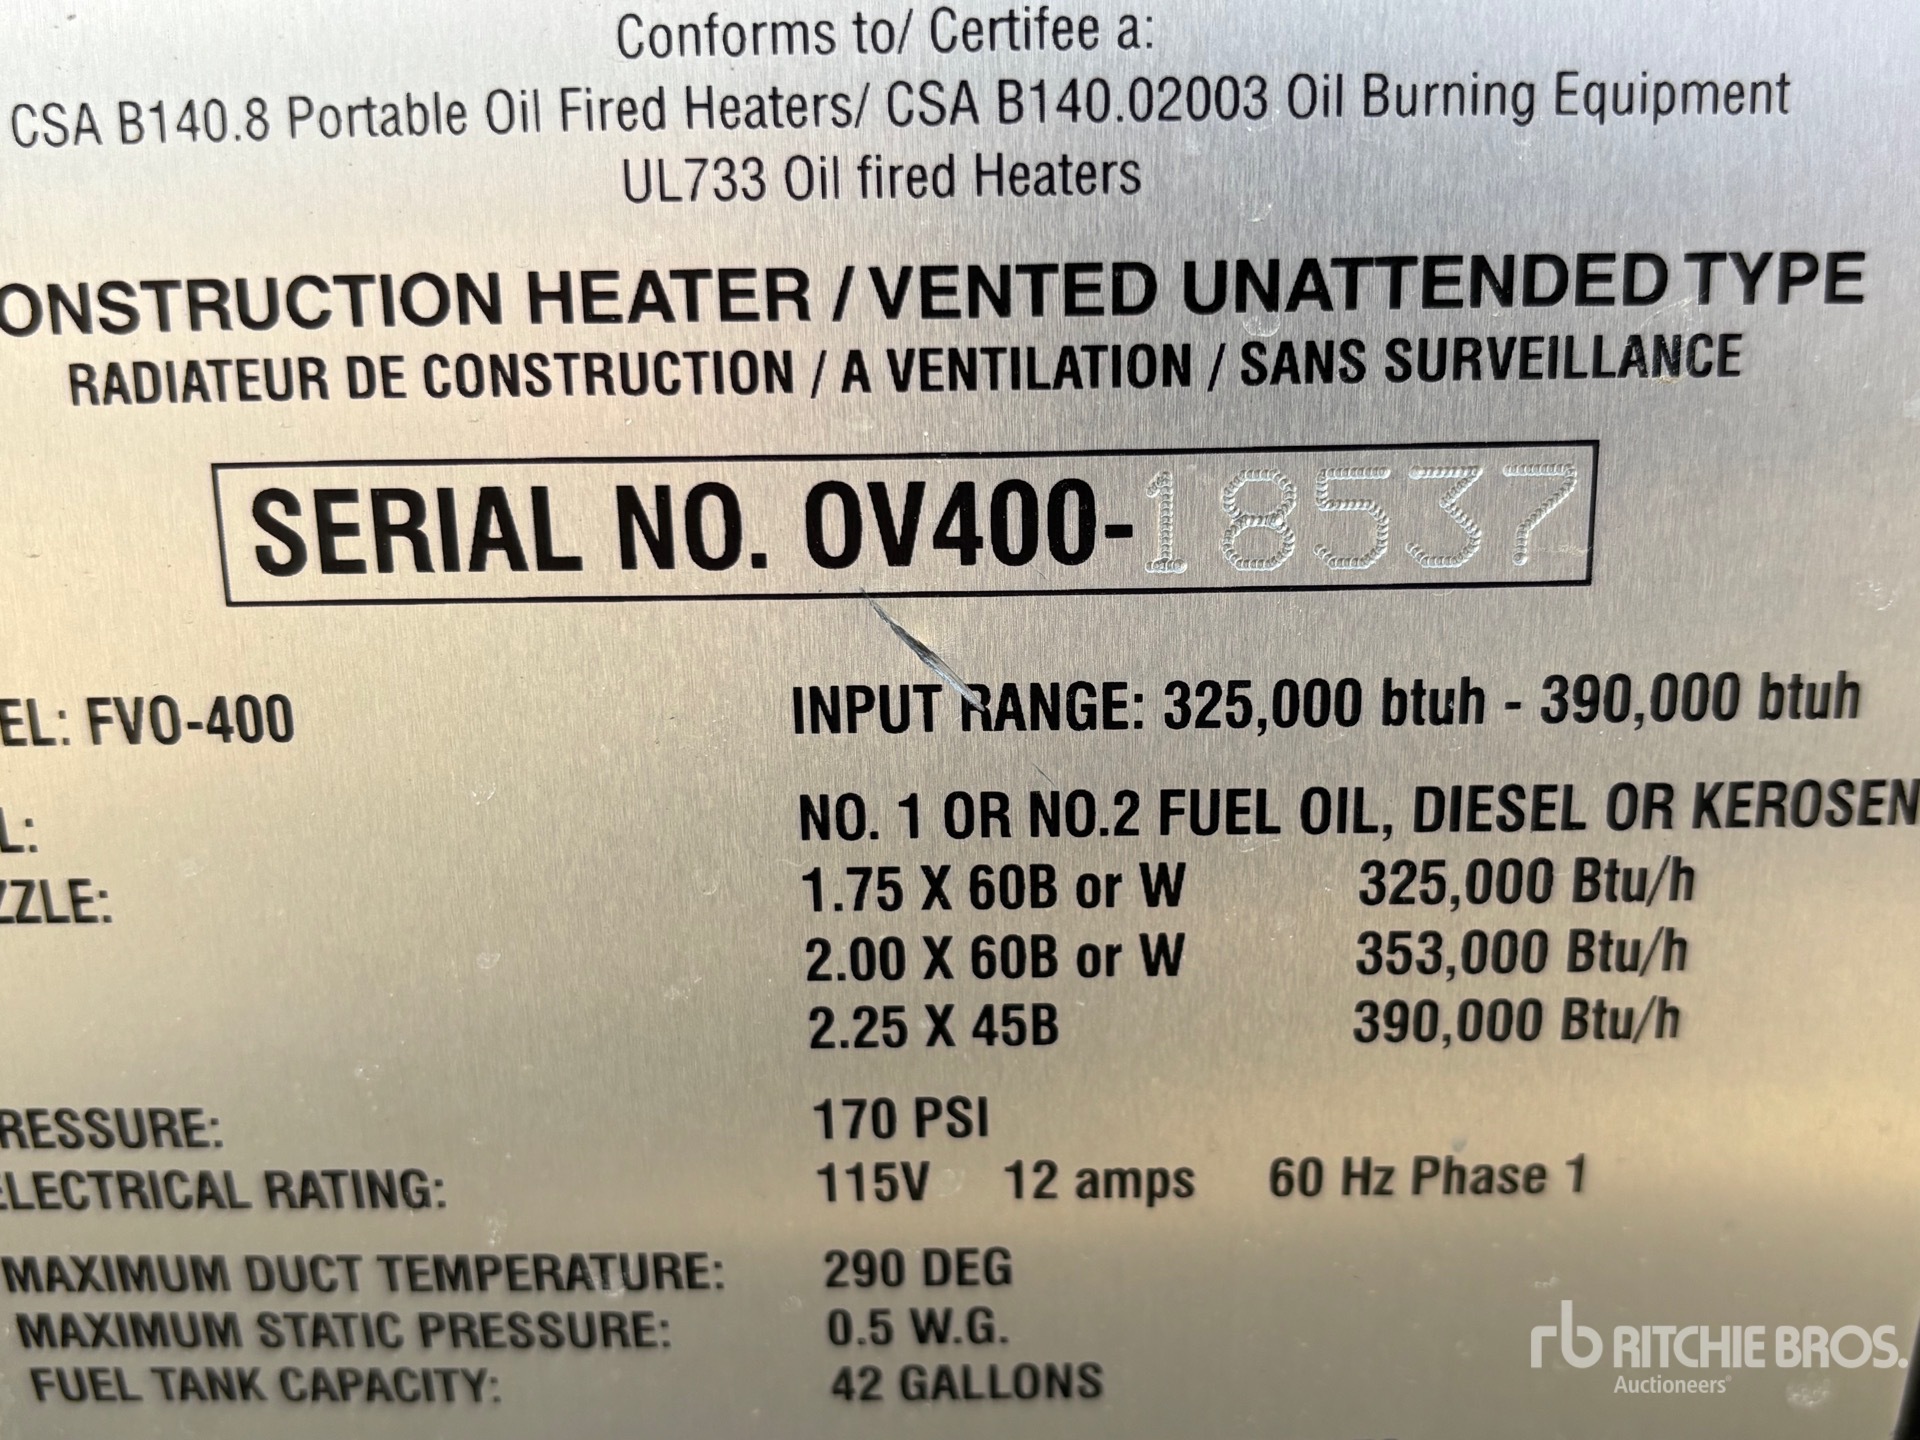 Conforms to/ Certifee a:
CSA B140.8 Portable Oil Fired Heaters/ CSA B140.02003 Oil Burning Equipment
UL733 Oil fired Heaters
ONSTRUCTION HEATER / VENTED UNATTENDED TYPE
RADIATEUR DE CONSTRUCTION / A VENTILATION / SANS SURVEILLANCE
SERIAL NO. OV400-18537
EL: FVO-400 INPUT RANGE: 325,000 btuh - 390,000 btuh
L: NO. 1 OR NO.2 FUEL OIL, DIESEL OR KEROSEN
ZZLE: 1.75 X 60B or W 325,000 Btu/h
2.00 X 60B or W 353,000 Btu/h
2.25 X 45B 390,000 Btu/h
RESSURE: 170 PSI
ELECTRICAL RATING: 115V 12 amps 60 Hz Phase 1
MAXIMUM DUCT TEMPERATURE: 290 DEG
MAXIMUM STATIC PRESSURE: 0.5 W.G.
FUEL TANK CAPACITY: 42 GALLONS
rb RITCHIE BROS.
Auctioneers